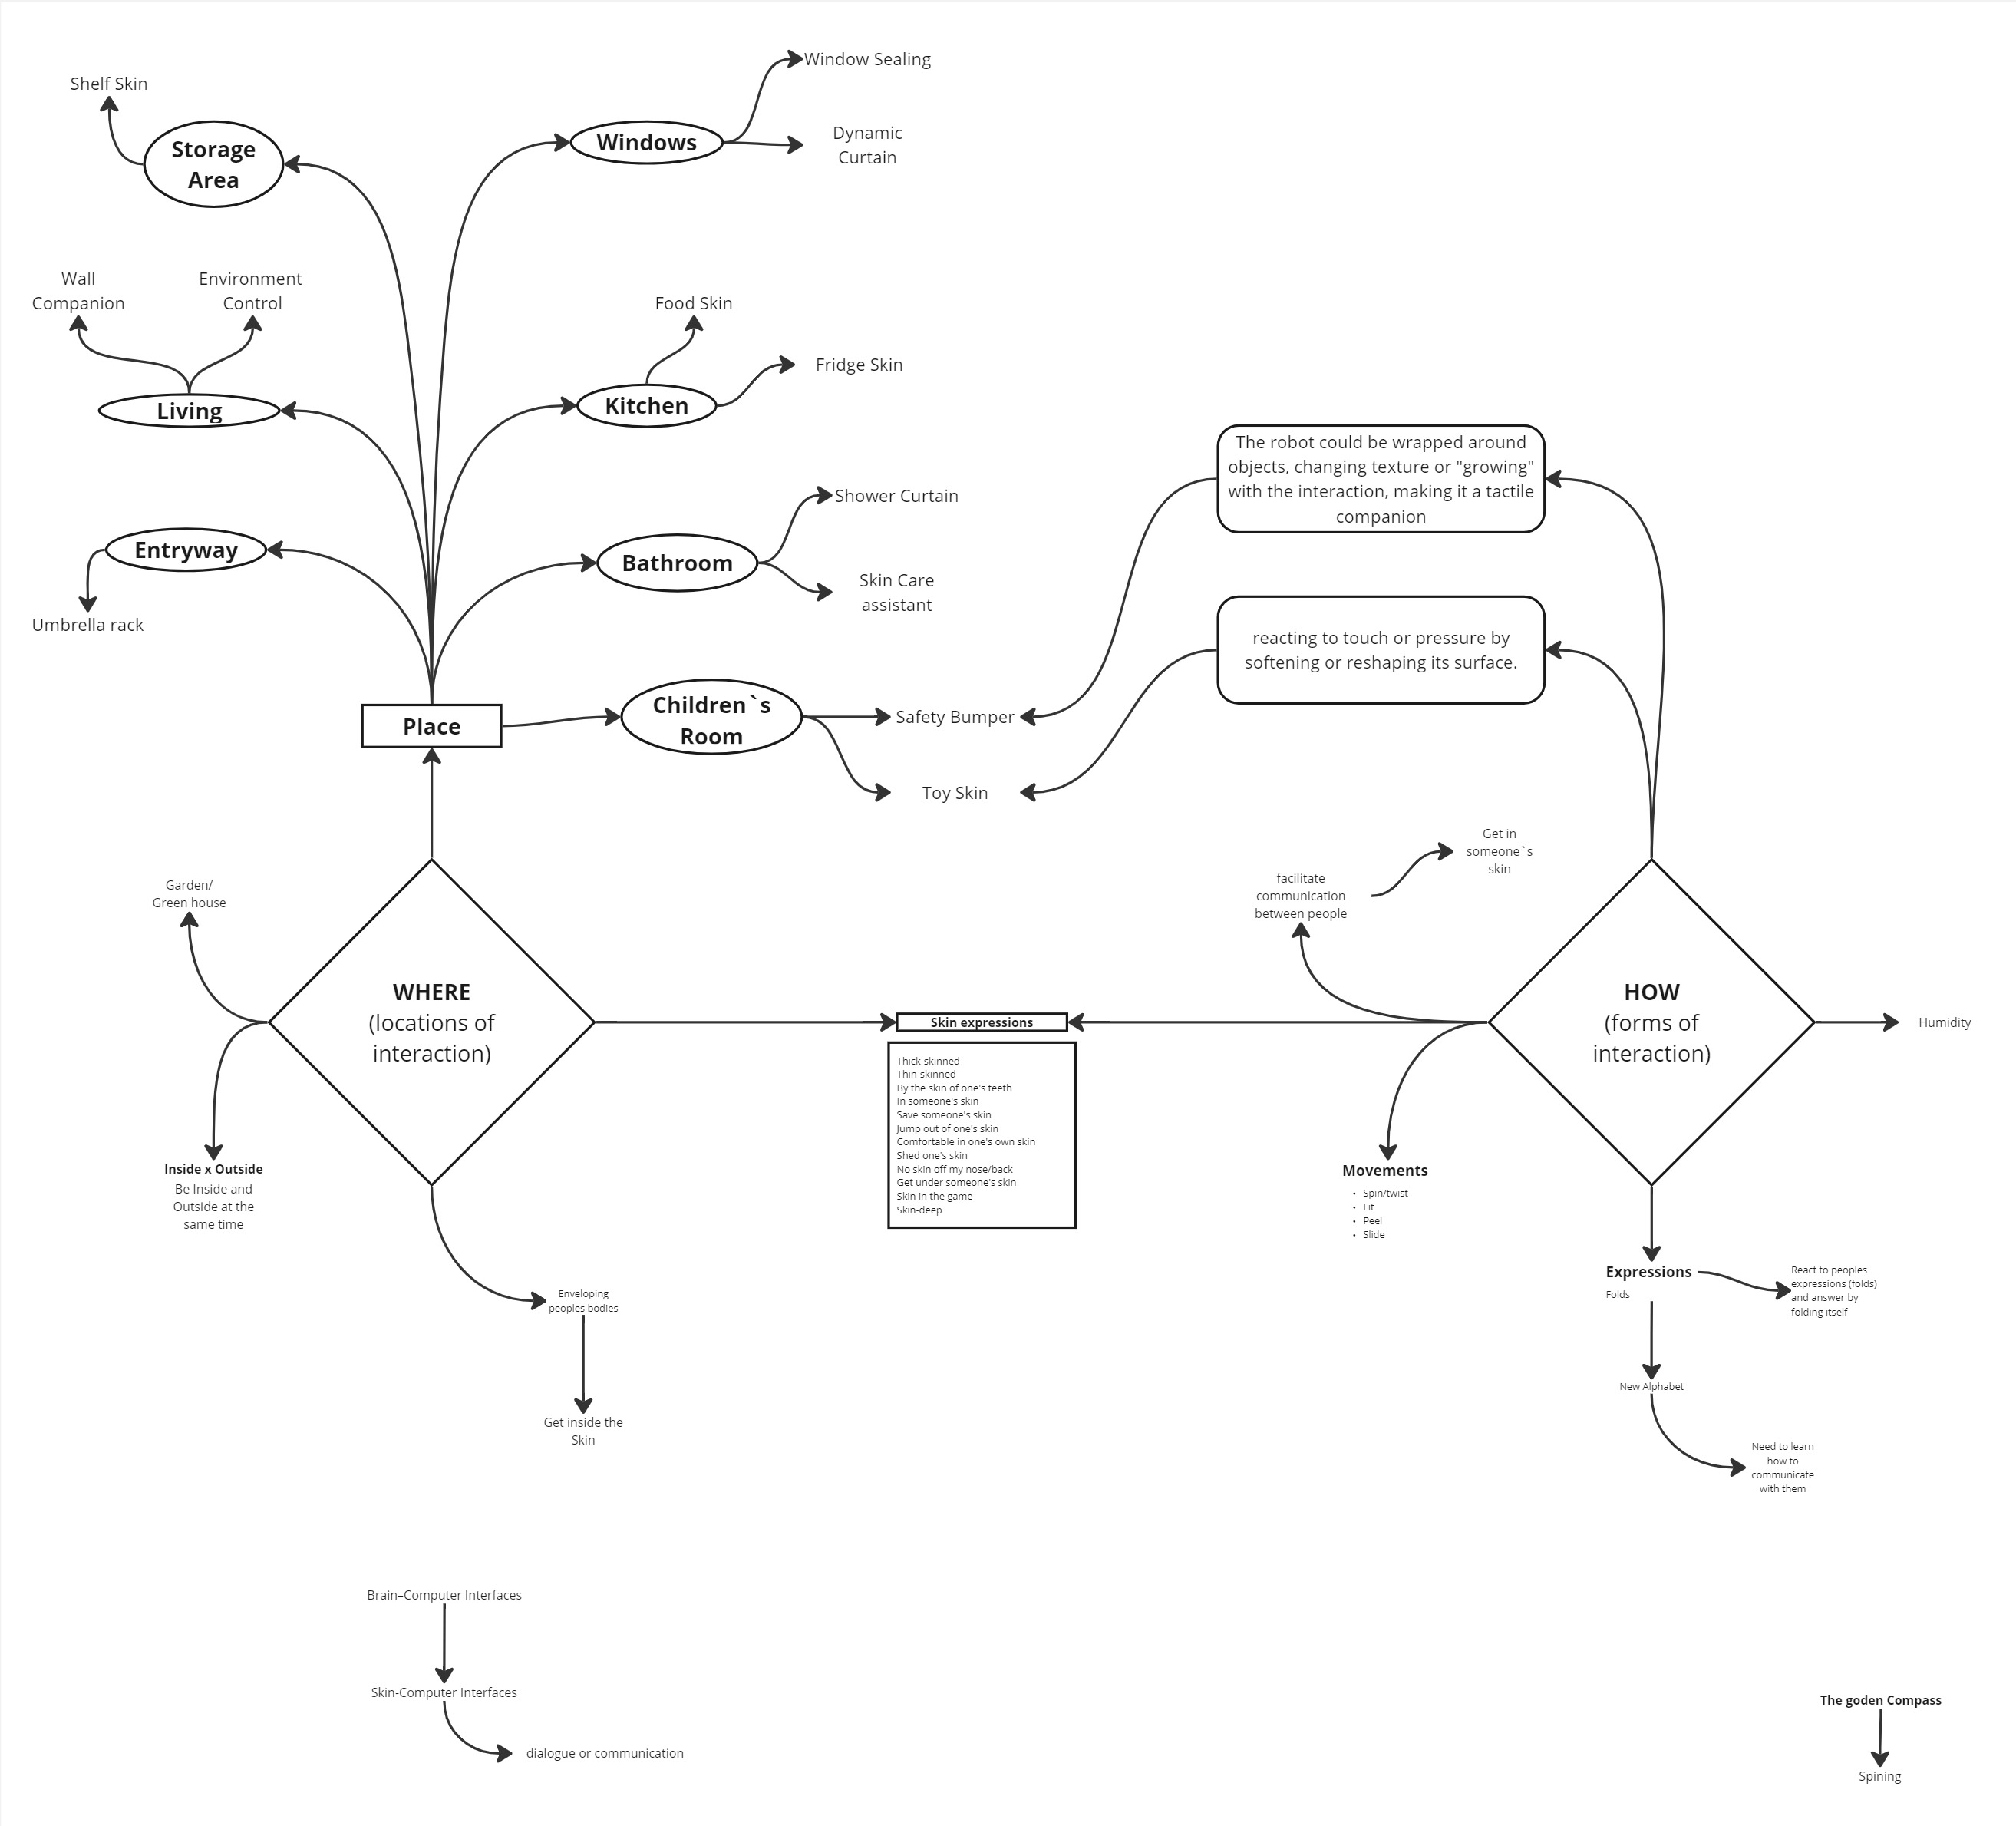 Window Sealing
Shelf Skin
Dynamic
Curtain
Windows
Storage
Area
Wall
Companion
Environment
Control
Food Skin
Fridge Skin
Living
Kitchen
The robot could be wrapped around
objects, changing texture or "growing"
with the interaction, making it a tactile
companion
Shower Curtain
Entryway
Bathroom
Skin Care
assistant
Umbrella rack
reacting to touch or pressure by
softening or reshaping its surface.
Place
Children`s
Room
Safety Bumper
Toy Skin
Get in
someone`s
skin
facilitate
communication
between people
Garden/
Green house
WHERE
(locations of
interaction)
Skin expressions
HOW
(forms of
interaction)
Humidity
Thick-skinned
Thin-skinned
By the skin of one's teeth
In someone's skin
Save someone's skin
Jump out of one's skin
Comfortable in one's own skin
Shed one's skin
No skin off my nose/back
Get under someone's skin
Skin in the game
Skin-deep
Inside x Outside
Be Inside and
Outside at the
same time
Movements
• Spin/twist
• Fit
• Peel
• Slide
Enveloping
peoples bodies
Get inside the
Skin
Expressions
Folds
React to peoples
expressions (folds)
and answer by
folding itself
New Alphabet
Need to learn
how to
communicate
with them
Brain–Computer Interfaces
Skin-Computer Interfaces
dialogue or communication
The goden Compass
Spining